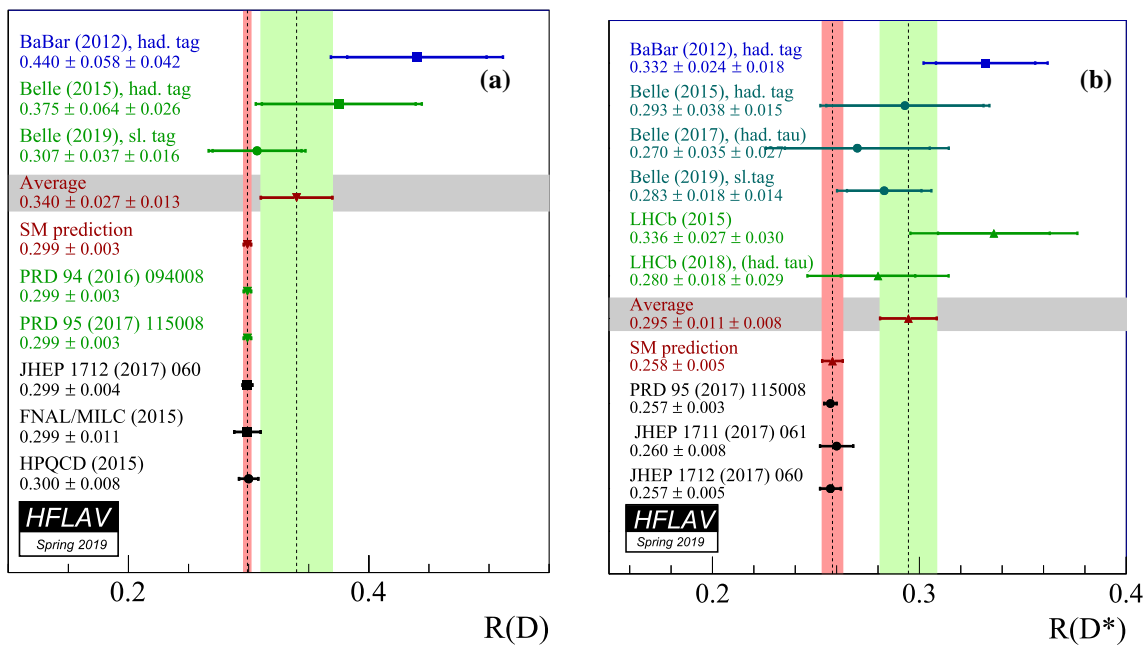 BaBar (2012), had. tag
0.440 ± 0.058 ± 0.042
(a)
Belle (2015), had. tag
0.375 ± 0.064 ± 0.026
Belle (2019), sl. tag
0.307 ± 0.037 ± 0.016
Average
0.340 ± 0.027 ± 0.013
SM prediction
0.299 ± 0.003
PRD 94 (2016) 094008
0.299 ± 0.003
PRD 95 (2017) 115008
0.299 ± 0.003
JHEP 1712 (2017) 060
0.299 ± 0.004
FNAL/MILC (2015)
0.299 ± 0.011
HPQCD (2015)
0.300 ± 0.008
HFLAV
Spring 2019
0.2 0.4
R(D)
BaBar (2012), had. tag
0.332 ± 0.024 ± 0.018
(b)
Belle (2015), had. tag
0.293 ± 0.038 ± 0.015
Belle (2017), (had. tau)
0.270 ± 0.035 ± 0.027
Belle (2019), sl.tag
0.283 ± 0.018 ± 0.014
LHCb (2015)
0.336 ± 0.027 ± 0.030
LHCb (2018), (had. tau)
0.280 ± 0.018 ± 0.029
Average
0.295 ± 0.011 ± 0.008
SM prediction
0.258 ± 0.005
PRD 95 (2017) 115008
0.257 ± 0.003
JHEP 1711 (2017) 061
0.260 ± 0.008
JHEP 1712 (2017) 060
0.257 ± 0.005
HFLAV
Spring 2019
0.2 0.3 0.4
R(D*)